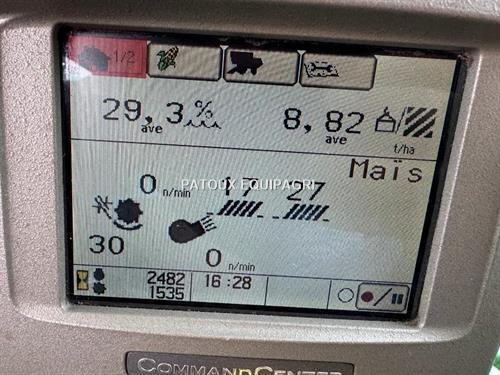 1/2
29,3 % 8,82
ave ave t/ha
Maïs
0 n/min 17 27
PATOUX EQUIPAGRI
30 0 n/min
2482 16:28
1535
COMMANDCENTER